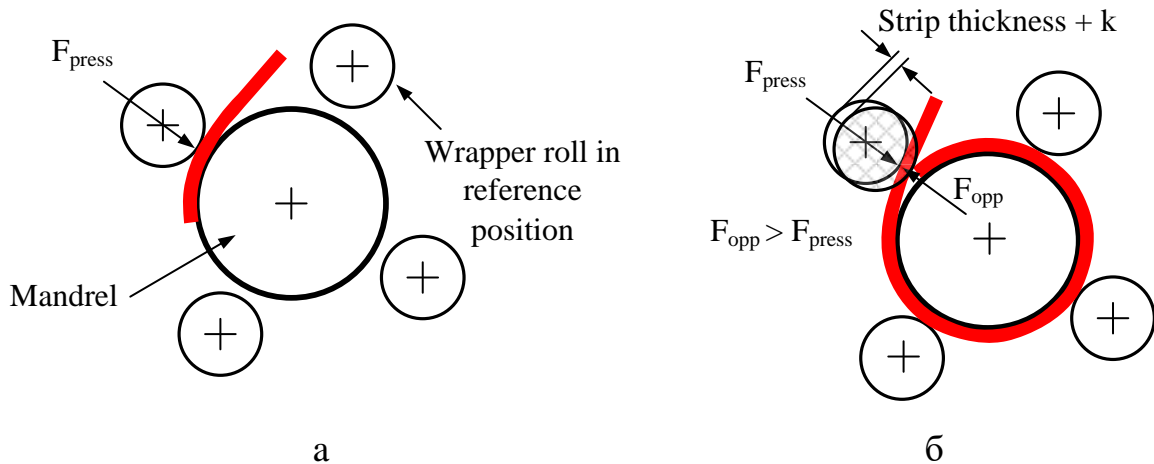 F_press
Wrapper roll in
reference
position
Mandrel
а
Strip thickness + k
F_press
F_opp
F_opp > F_press
б